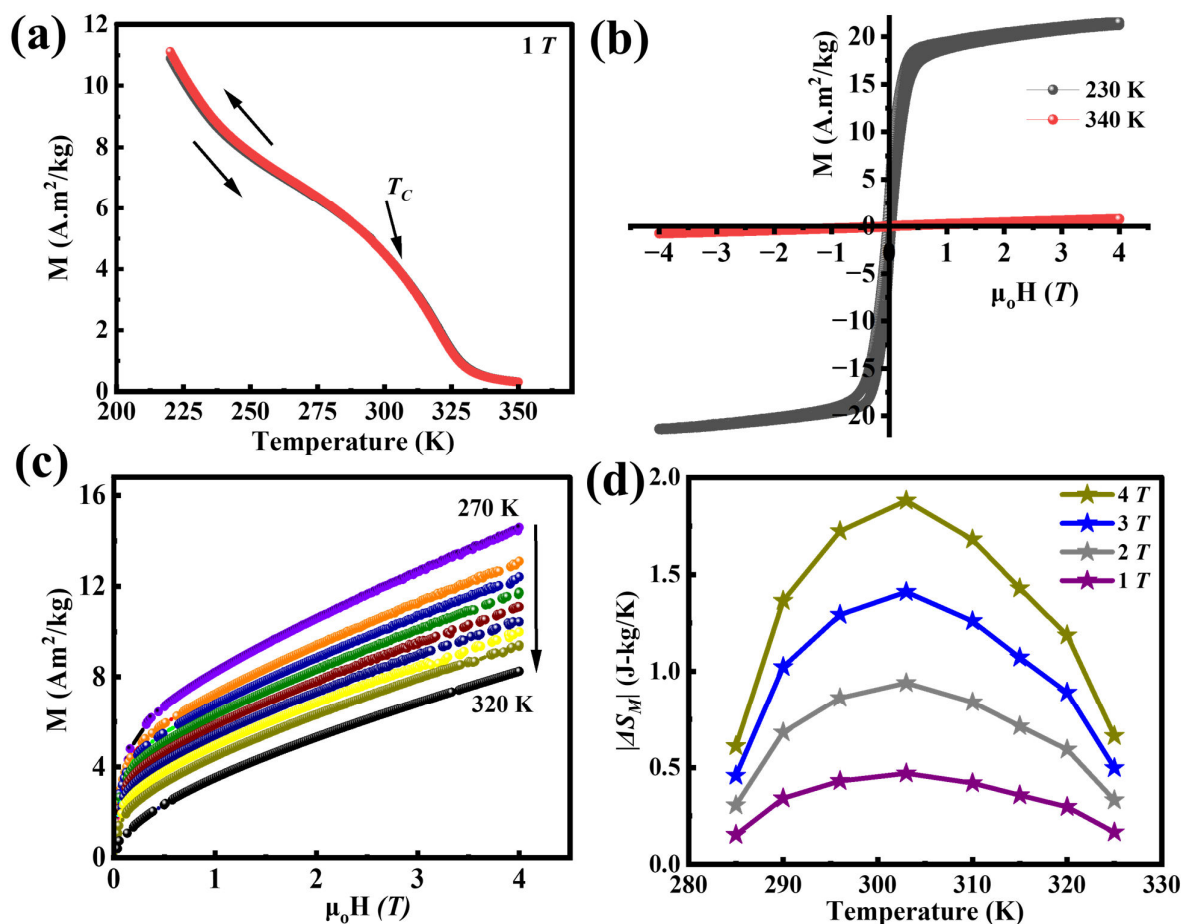 (a)
1 T
T_C
M (A.m²/kg)
12
10
8
6
4
2
0
200 225 250 275 300 325 350
Temperature (K)
(b)
230 K
340 K
M (A.m²/kg)
20
15
10
5
0
−5
−10
−15
−20
−4 −3 −2 −1 0 1 2 3 4
μₒH (T)
(c)
270 K
320 K
M (Am²/kg)
16
12
8
4
0
0 1 2 3 4
μₒH (T)
(d)
4 T
3 T
2 T
1 T
|ΔS_M| (J-kg/K)
2.0
1.5
1.0
0.5
0.0
280 290 300 310 320 330
Temperature (K)